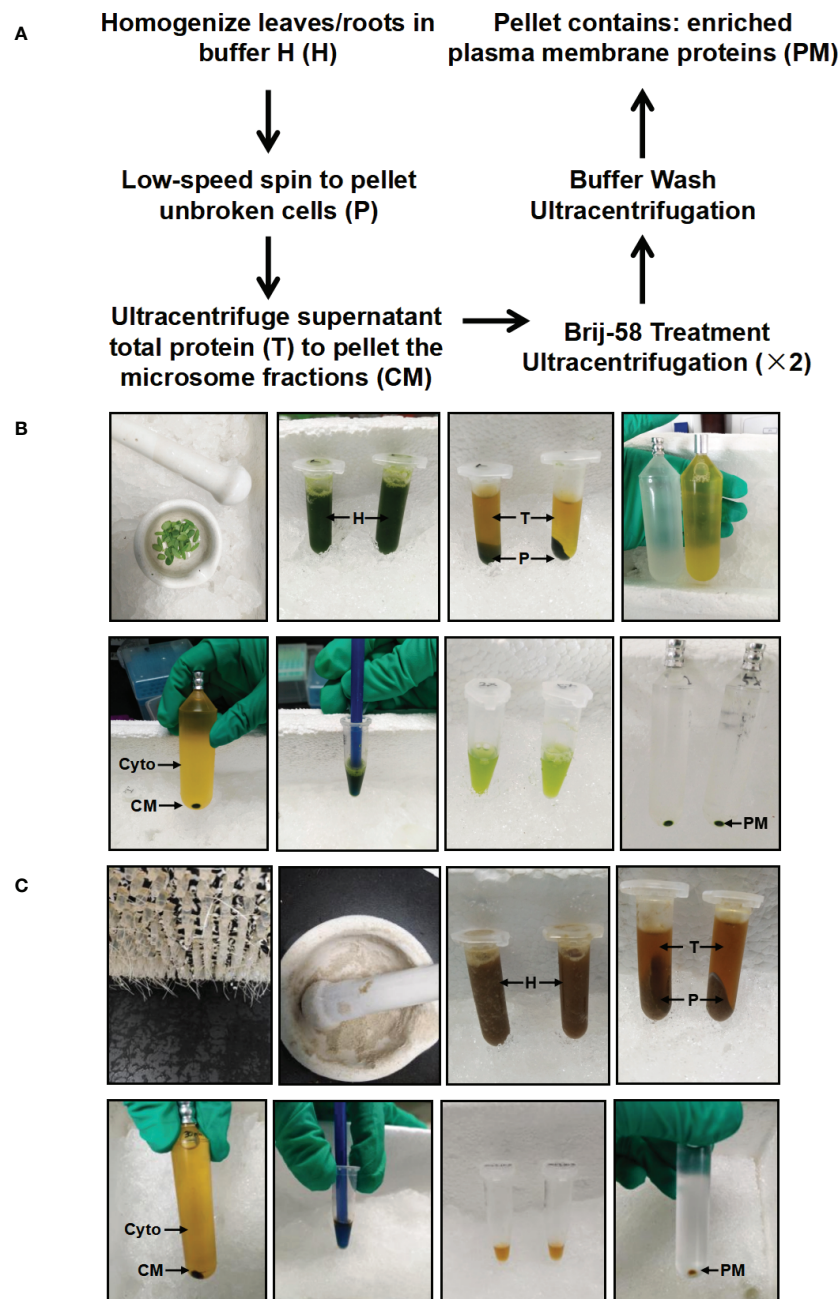 A
Homogenize leaves/roots in
buffer H (H)
Low-speed spin to pellet
unbroken cells (P)
Ultracentrifuge supernatant
total protein (T) to pellet the
microsome fractions (CM)
Brij-58 Treatment
Ultracentrifugation (×2)
Buffer Wash
Ultracentrifugation
Pellet contains: enriched
plasma membrane proteins (PM)
B
H
T
P
Cyto
CM
PM
C
H
T
P
Cyto
CM
PM